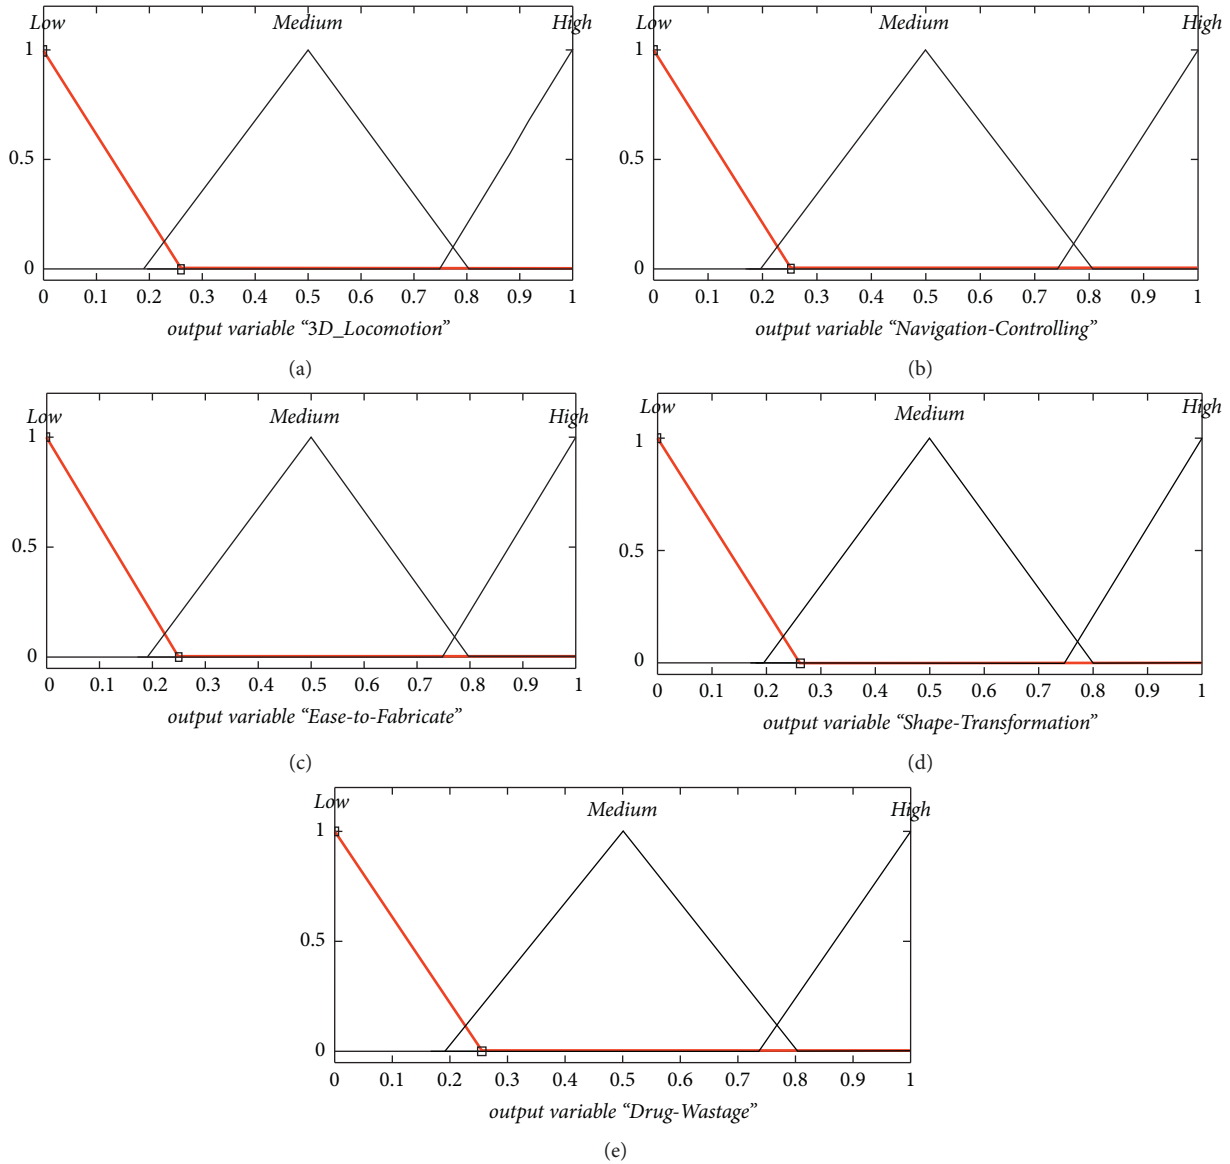 Low Medium High
1
0.5
0
0 0.1 0.2 0.3 0.4 0.5 0.6 0.7 0.8 0.9 1
output variable “3D_Locomotion”
(a)
Low Medium High
1
0.5
0
0 0.1 0.2 0.3 0.4 0.5 0.6 0.7 0.8 0.9 1
output variable “Navigation-Controlling”
(b)
Low Medium High
1
0.5
0
0 0.1 0.2 0.3 0.4 0.5 0.6 0.7 0.8 0.9 1
output variable “Ease-to-Fabricate”
(c)
Low Medium High
1
0.5
0
0 0.1 0.2 0.3 0.4 0.5 0.6 0.7 0.8 0.9 1
output variable “Shape-Transformation”
(d)
Low Medium High
1
0.5
0
0 0.1 0.2 0.3 0.4 0.5 0.6 0.7 0.8 0.9 1
output variable “Drug-Wastage”
(e)